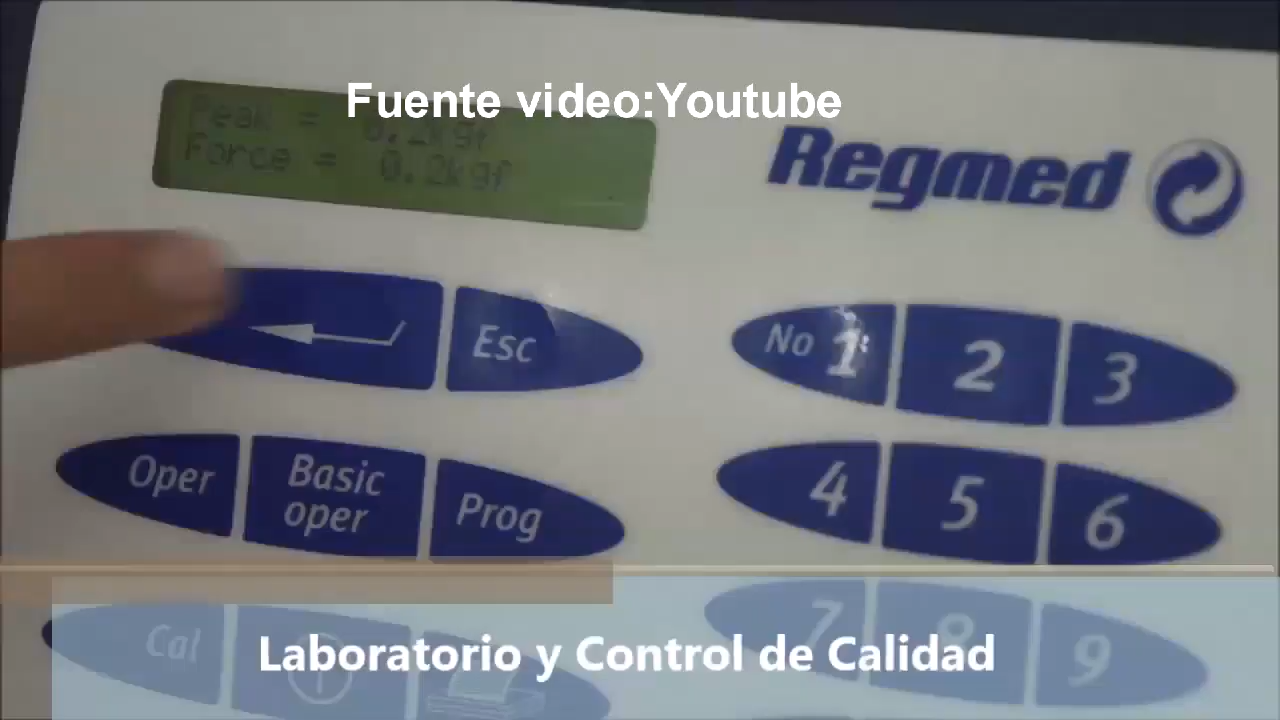 Fuente video:Youtube
Peak = 0.2kgf
Force = 0.2kgf
Regmed
Esc
No 1
2
3
Oper
Basic
oper
Prog
4
5
6
Cal
7
8
9
Laboratorio y Control de Calidad